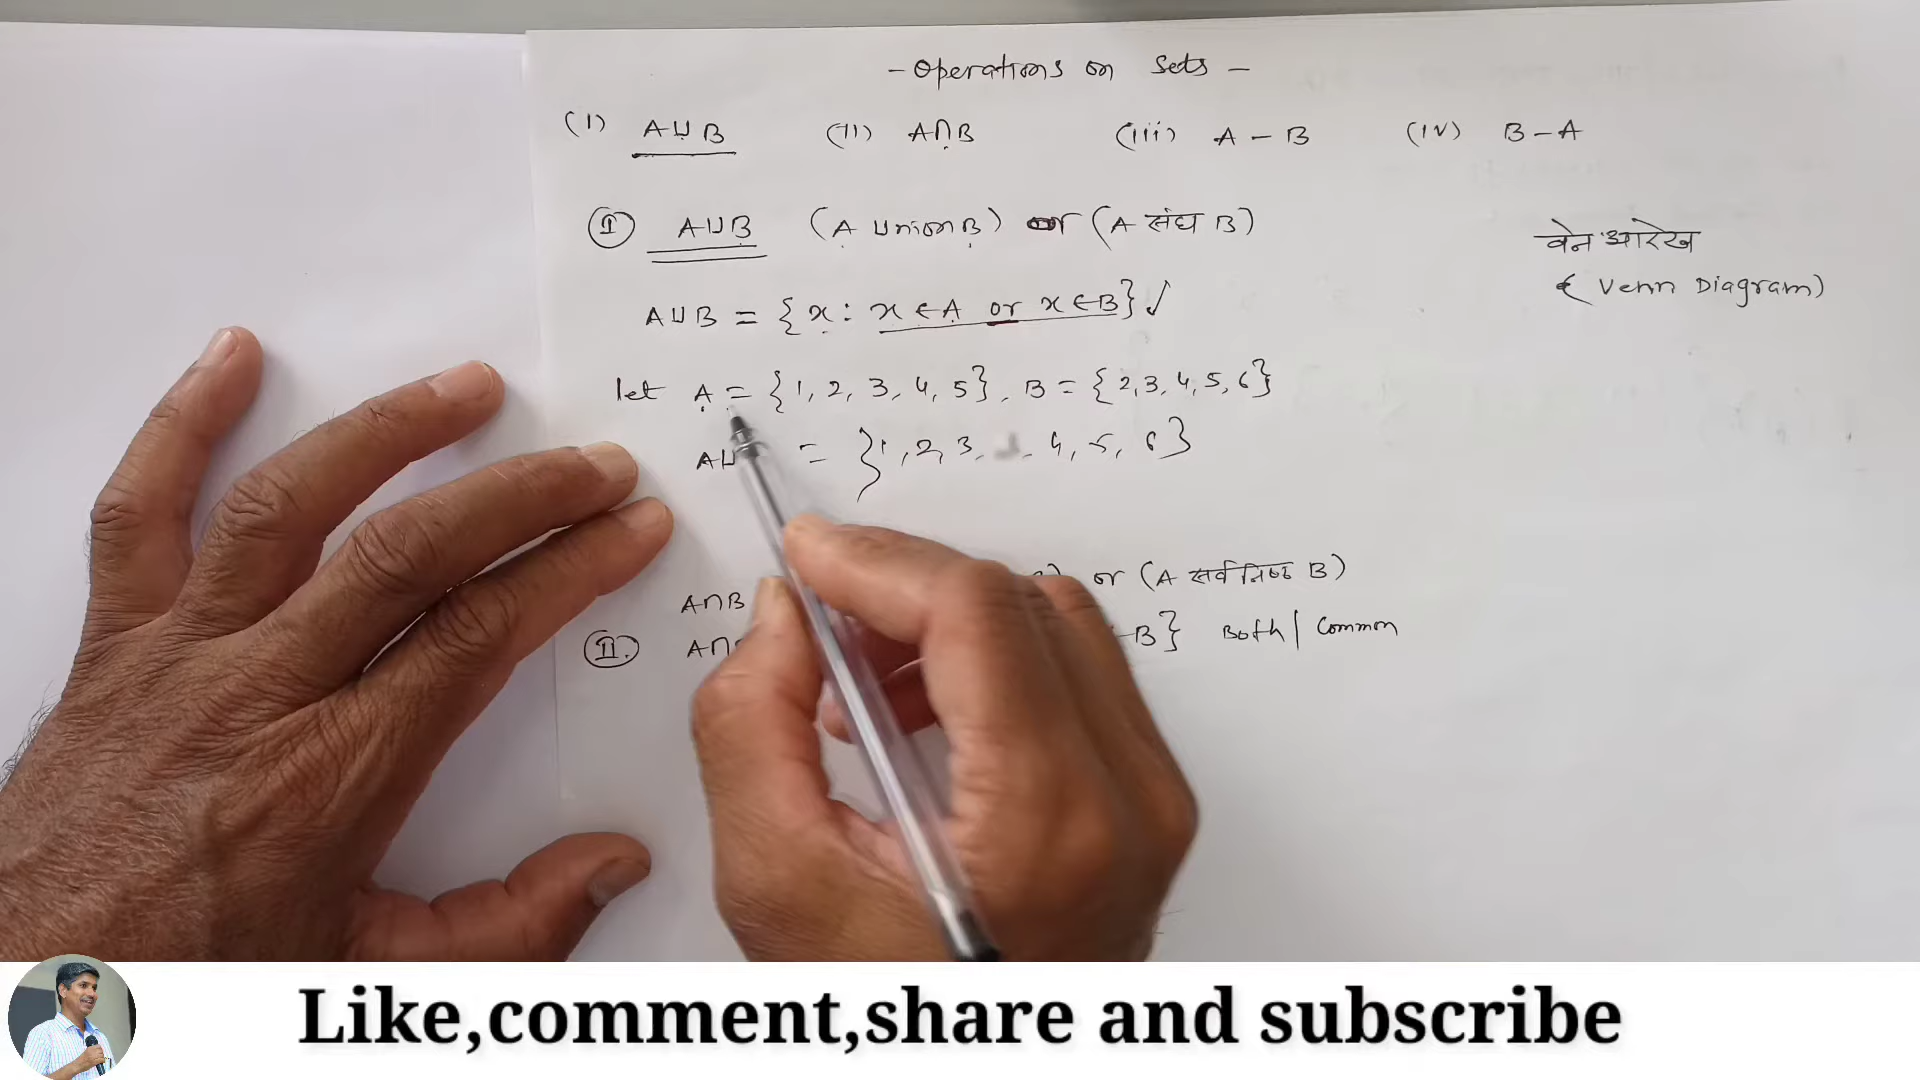 - Operations on Sets -
(I) A∪B (II) A∩B (iii) A - B (iv) B - A
(I) A∪B (A Union B) or (A संघ B)
वेन आरेख
(Venn Diagram)
A∪B = {x : x ∈ A or x ∈ B} ✓
let A = {1, 2, 3, 4, 5}, B = {2, 3, 4, 5, 6}
A∪ = {1, 2, 3, 4, 5, 6}
A∩B B) or (A सर्वनिष्ठ B)
(II). A∩ B} Both / Common
Like,comment,share and subscribe